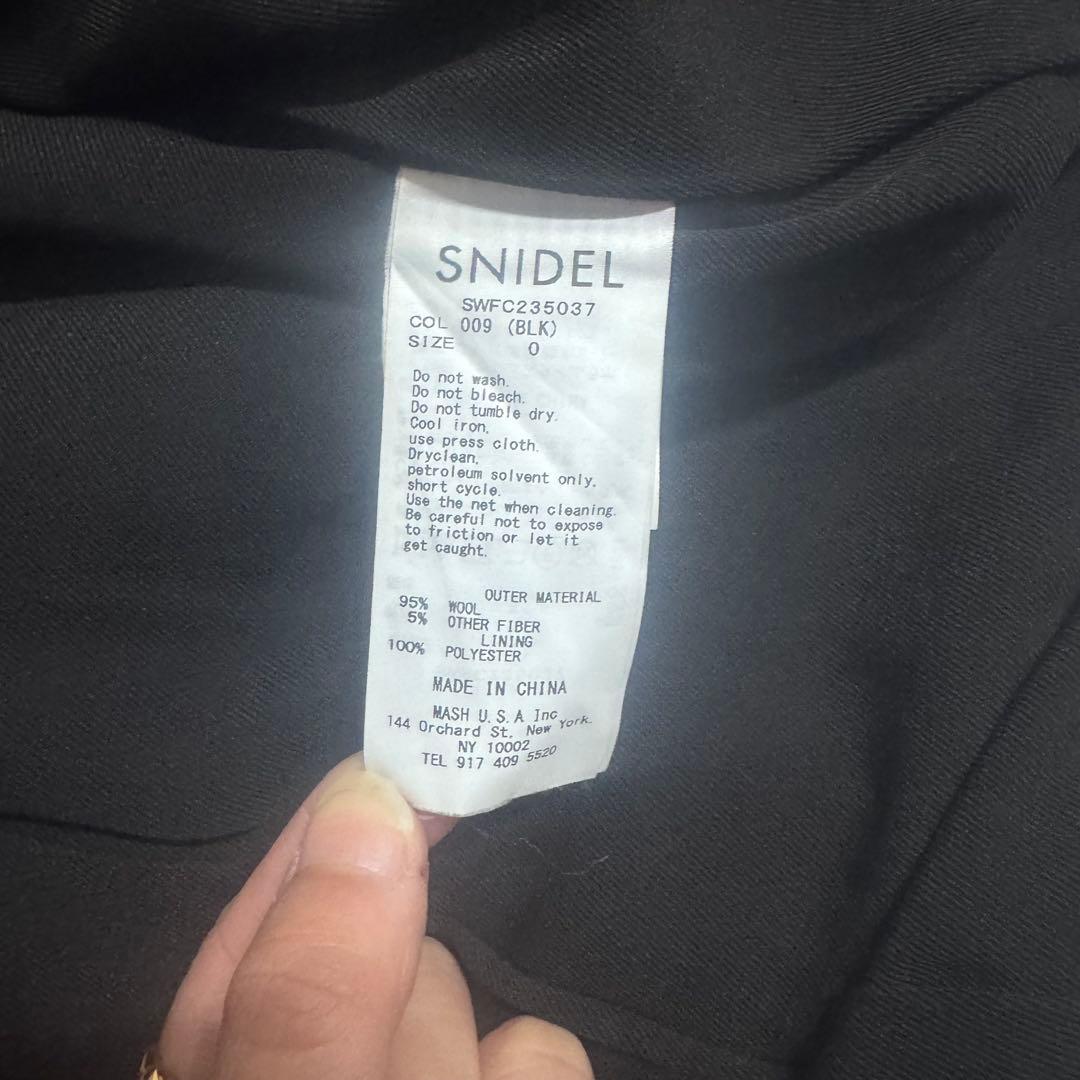 SNIDEL
SWFC235037
COL 009 (BLK)
SIZE 0
Do not wash.
Do not bleach.
Do not tumble dry.
Cool iron,
use press cloth.
Dryclean,
petroleum solvent only.
short cycle.
Use the net when cleaning.
Be careful not to expose
to friction or let it
get caught.
OUTER MATERIAL
95% WOOL
5% OTHER FIBER
LINING
100% POLYESTER
MADE IN CHINA
MASH U.S.A Inc
144 Orchard St. New York.
NY 10002
TEL 917 409 5520